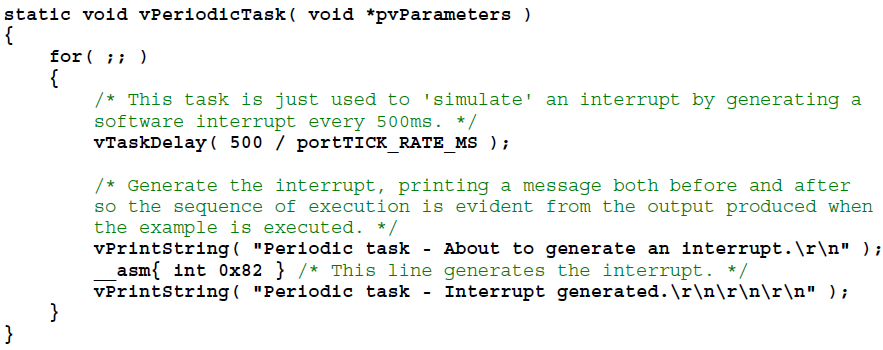 static void vPeriodicTask( void *pvParameters )
{
    for( ;; )
    {
        /* This task is just used to 'simulate' an interrupt by generating a
        software interrupt every 500ms. */
        vTaskDelay( 500 / portTICK_RATE_MS );

        /* Generate the interrupt, printing a message both before and after
        so the sequence of execution is evident from the output produced when
        the example is executed. */
        vPrintString( "Periodic task - About to generate an interrupt.\r\n" );
        __asm{ int 0x82 } /* This line generates the interrupt. */
        vPrintString( "Periodic task - Interrupt generated.\r\n\r\n\r\n" );
    }
}